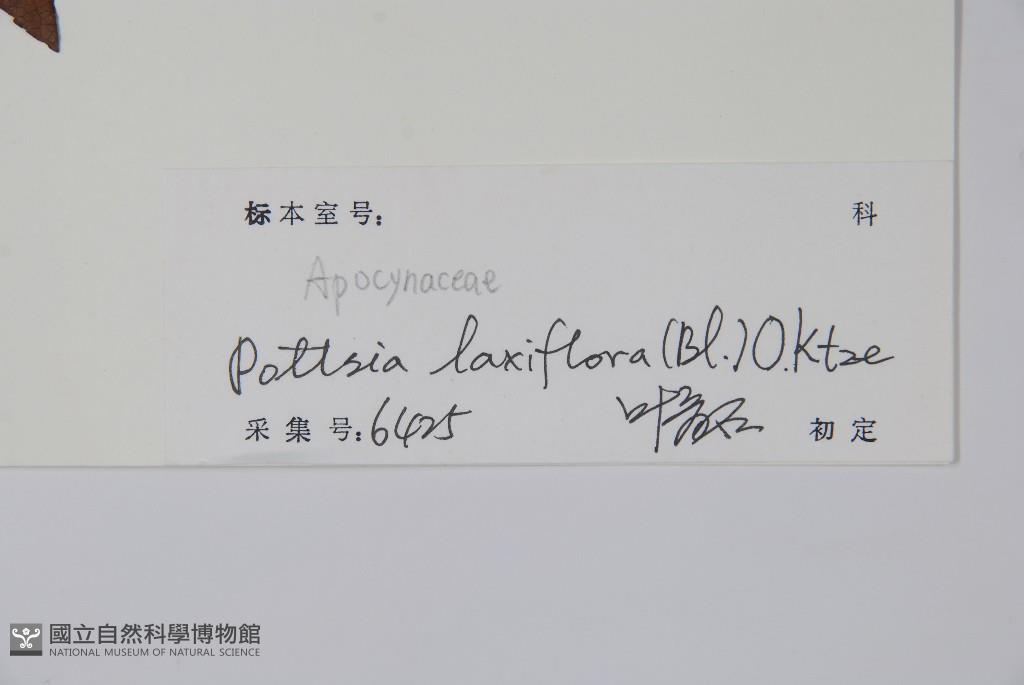 标本室号: 科
Apocynaceae
Pottsia laxiflora (Bl.) O. Ktze
采集号: 6425 叶 初定
國立自然科學博物館
NATIONAL MUSEUM OF NATURAL SCIENCE